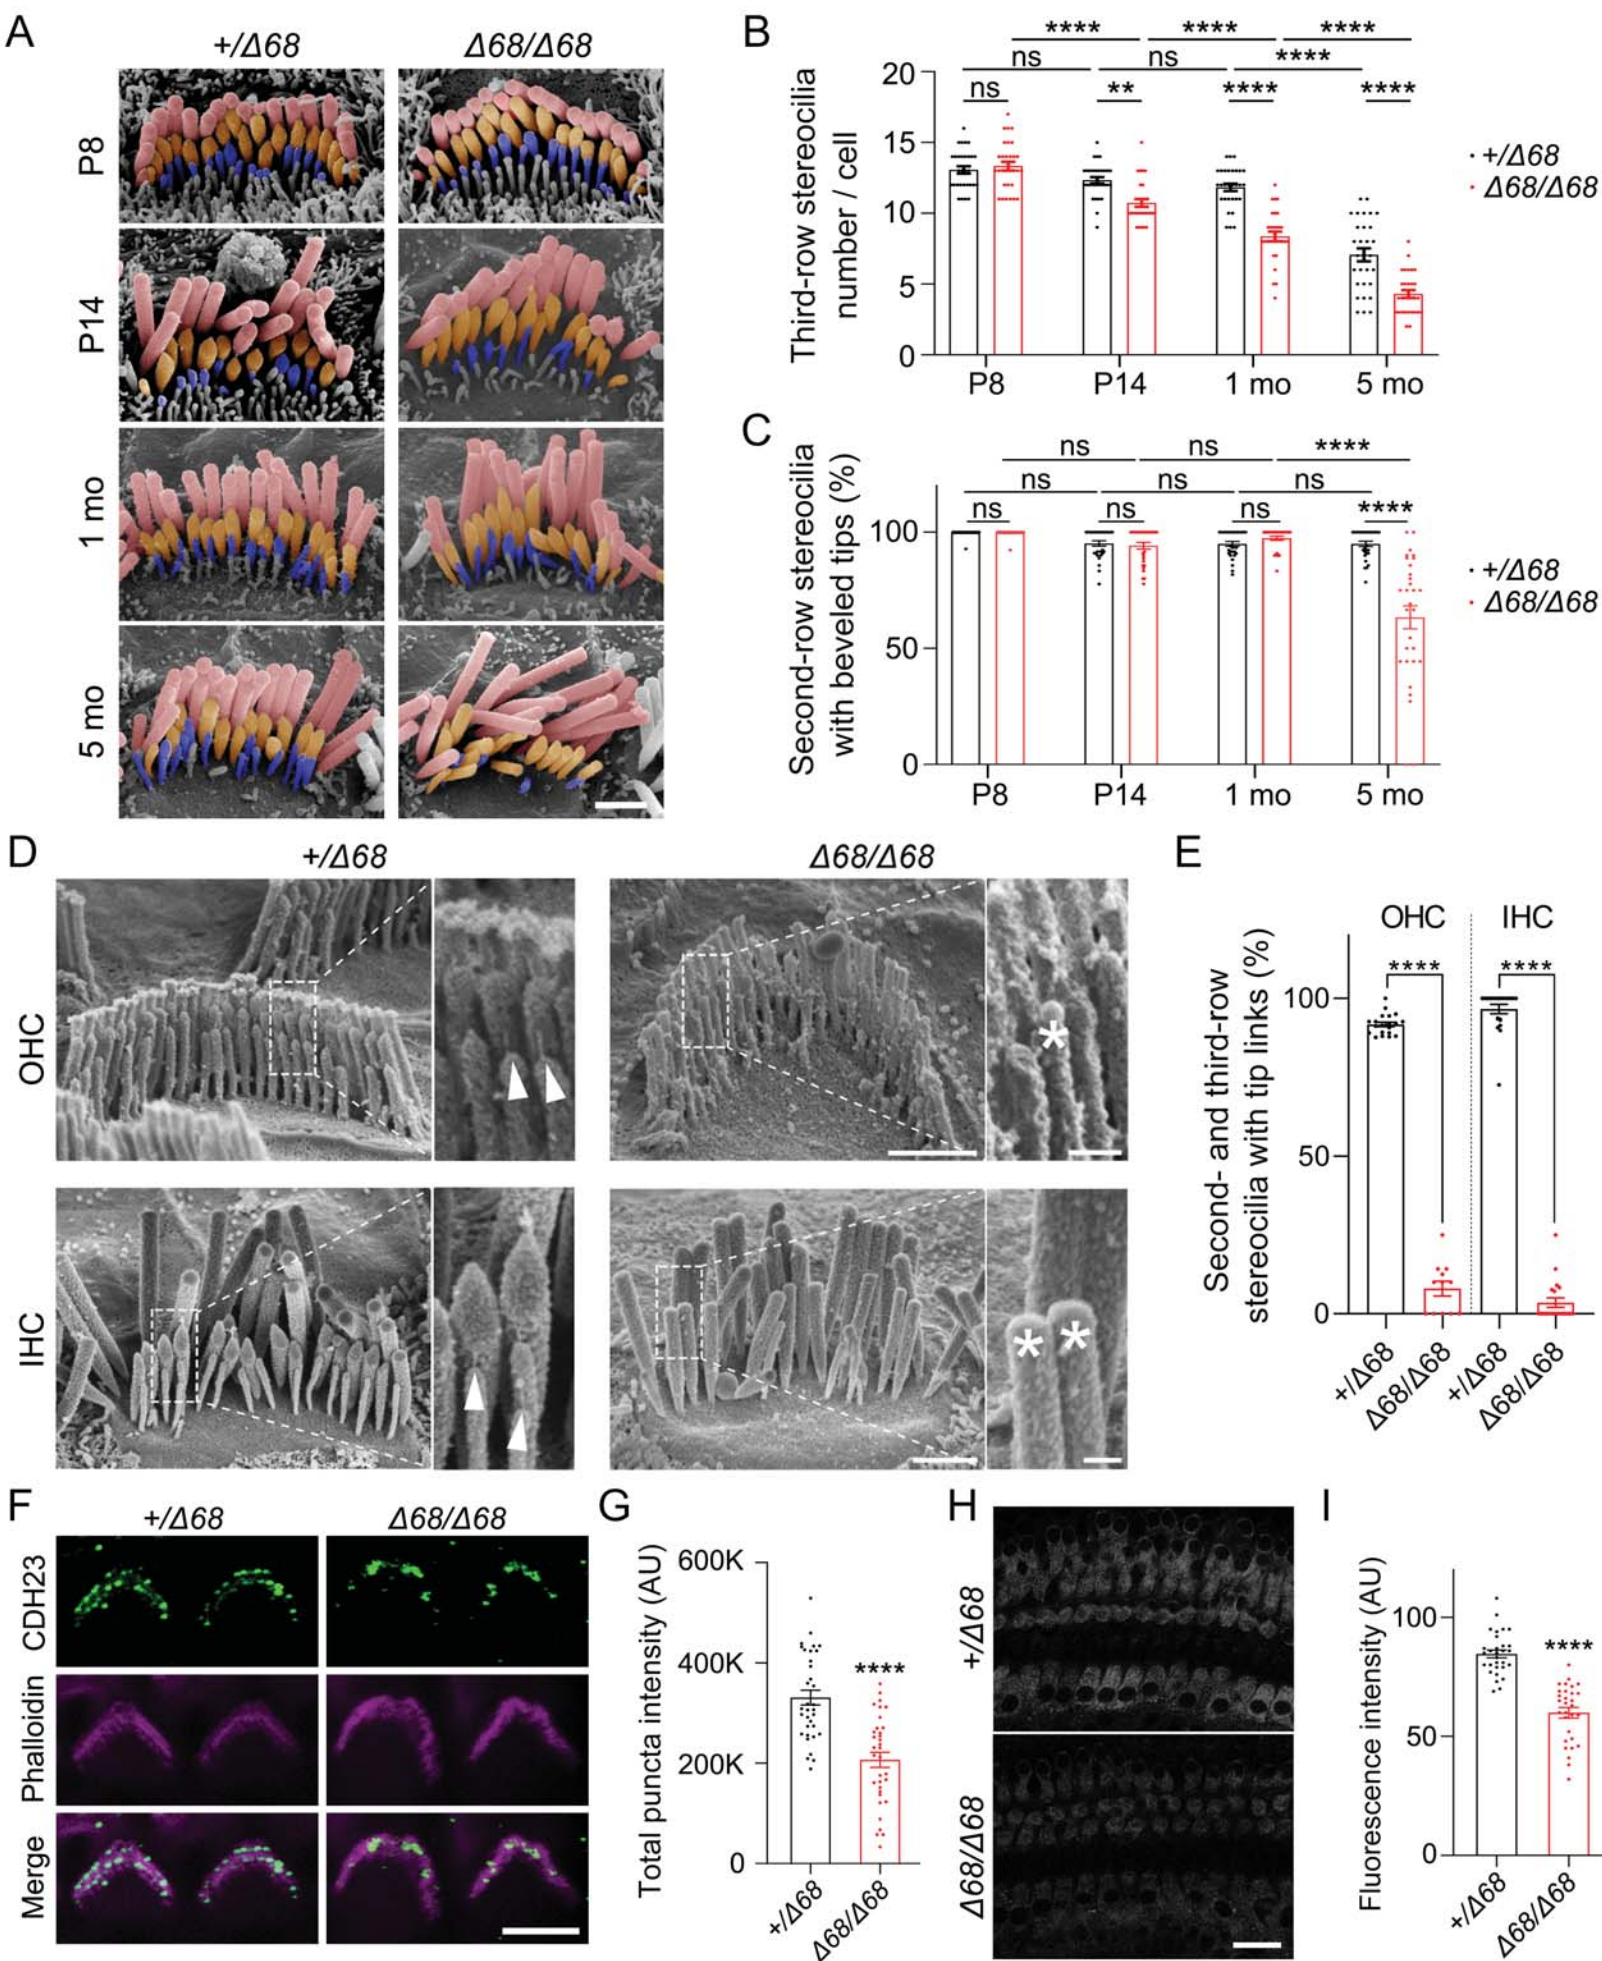 A
+/Δ68
Δ68/Δ68
P8
P14
1 mo
5 mo
B
Third-row stereocilia
number / cell
**** **** ****
ns ns ****
ns ** **** ****
20
15
10
5
0
P8 P14 1 mo 5 mo
+/Δ68
Δ68/Δ68
C
Second-row stereocilia
with beveled tips (%)
ns ns ****
ns ns ns
ns ns ns ****
100
50
0
P8 P14 1 mo 5 mo
+/Δ68
Δ68/Δ68
D
+/Δ68
Δ68/Δ68
OHC
*
IHC
* *
E
Second- and third-row
stereocilia with tip links (%)
OHC IHC
**** ****
100
50
0
+/Δ68
Δ68/Δ68
+/Δ68
Δ68/Δ68
F
+/Δ68
Δ68/Δ68
CDH23
Phalloidin
Merge
G
Total puncta intensity (AU)
600K
400K
200K
0
****
+/Δ68
Δ68/Δ68
H
+/Δ68
Δ68/Δ68
I
Fluorescence intensity (AU)
100
50
0
****
+/Δ68
Δ68/Δ68